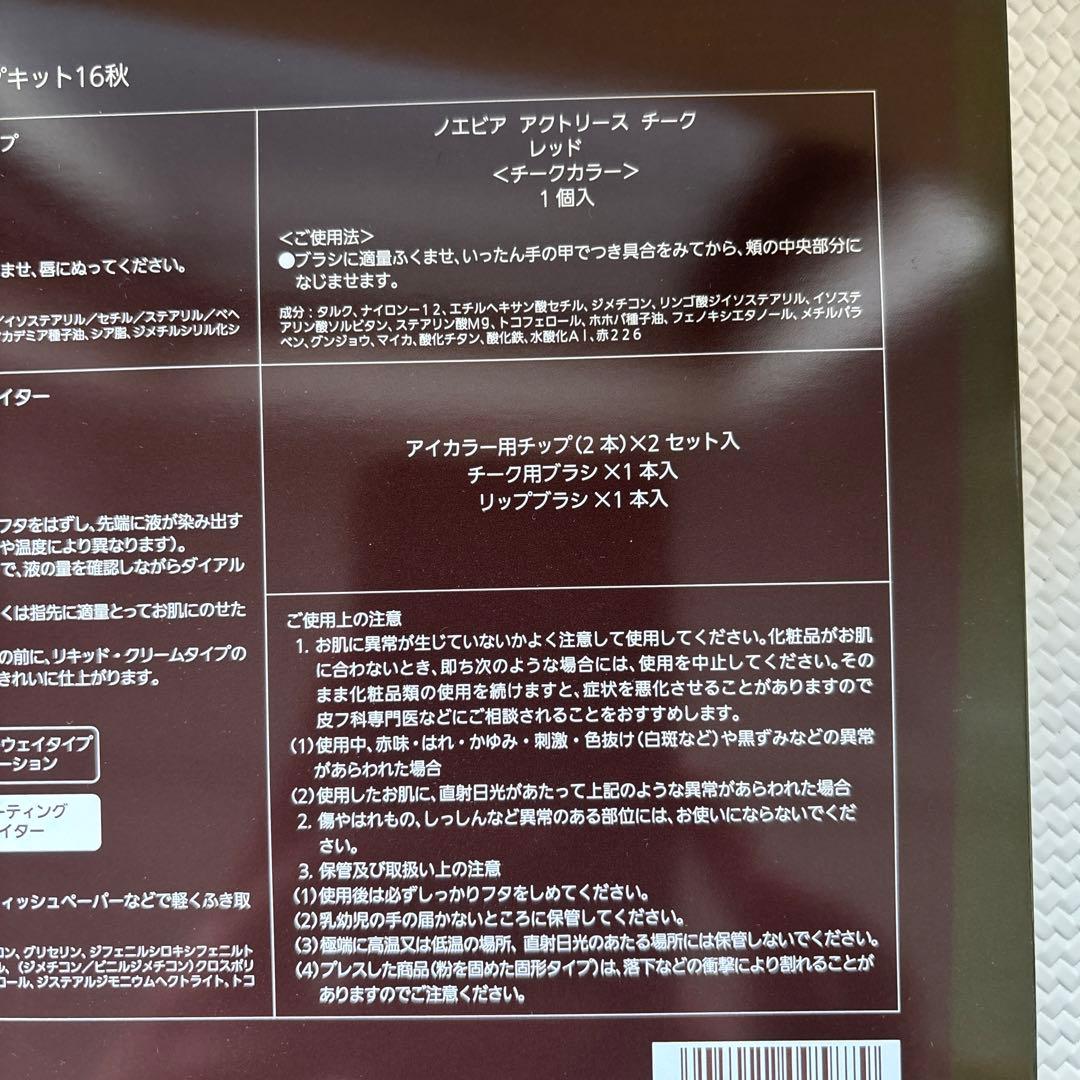 プキット16秋
プ
ませ、唇にぬってください。
／イソステアリル／セチル／ステアリル／ベヘ
カデミア種子油、シア脂、ジメチルシリル化シ
イター
フタをはずし、先端に液が染み出す
や温度により異なります）。
で、液の量を確認しながらダイアル
くは指先に適量とってお肌にのせた
の前に、リキッド・クリームタイプの
きれいに仕上がります。
ウェイタイプ
ーション
ーティング
イター
ィッシュペーパーなどで軽くふき取
コン、グリセリン、ジフェニルシロキシフェニルト
ル、（ジメチコン／ビニルジメチコン）クロスポリ
コール、ジステアルジモニウムヘクトライト、トコ
ノエビア アクトリース チーク
レッド
＜チークカラー＞
1個入
＜ご使用法＞
●ブラシに適量ふくませ、いったん手の甲でつき具合をみてから、頬の中央部分に
なじませます。
成分：タルク、ナイロン－１２、エチルヘキサン酸セチル、ジメチコン、リンゴ酸ジイソステアリル、イソステ
アリン酸ソルビタン、ステアリン酸Mg、トコフェロール、ホホバ種子油、フェノキシエタノール、メチルパラ
ベン、グンジョウ、マイカ、酸化チタン、酸化鉄、水酸化Al、赤２２６
アイカラー用チップ（2本）×2セット入
チーク用ブラシ×1本入
リップブラシ×1本入
ご使用上の注意
1. お肌に異常が生じていないかよく注意して使用してください。化粧品がお肌
に合わないとき、即ち次のような場合には、使用を中止してください。その
まま化粧品類の使用を続けますと、症状を悪化させることがありますので
皮フ科専門医などにご相談されることをおすすめします。
（1）使用中、赤味・はれ・かゆみ・刺激・色抜け（白斑など）や黒ずみなどの異常
があらわれた場合
（2）使用したお肌に、直射日光があたって上記のような異常があらわれた場合
2. 傷やはれもの、しっしんなど異常のある部位には、お使いにならないでくだ
さい。
3. 保管及び取扱い上の注意
（1）使用後は必ずしっかりフタをしめてください。
（2）乳幼児の手の届かないところに保管してください。
（3）極端に高温又は低温の場所、直射日光のあたる場所には保管しないでください。
（4）プレスした商品（粉を固めた固形タイプ）は、落下などの衝撃により割れることが
ありますのでご注意ください。